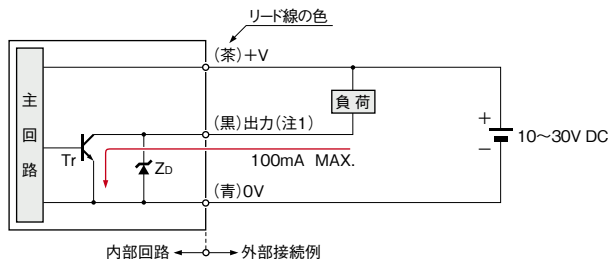 リード線の色
(茶)＋V
主回路
負荷
(黒)出力(注1)
＋
10～30V DC
－
Tr
ZD
100mA MAX.
(青)0V
内部回路
外部接続例